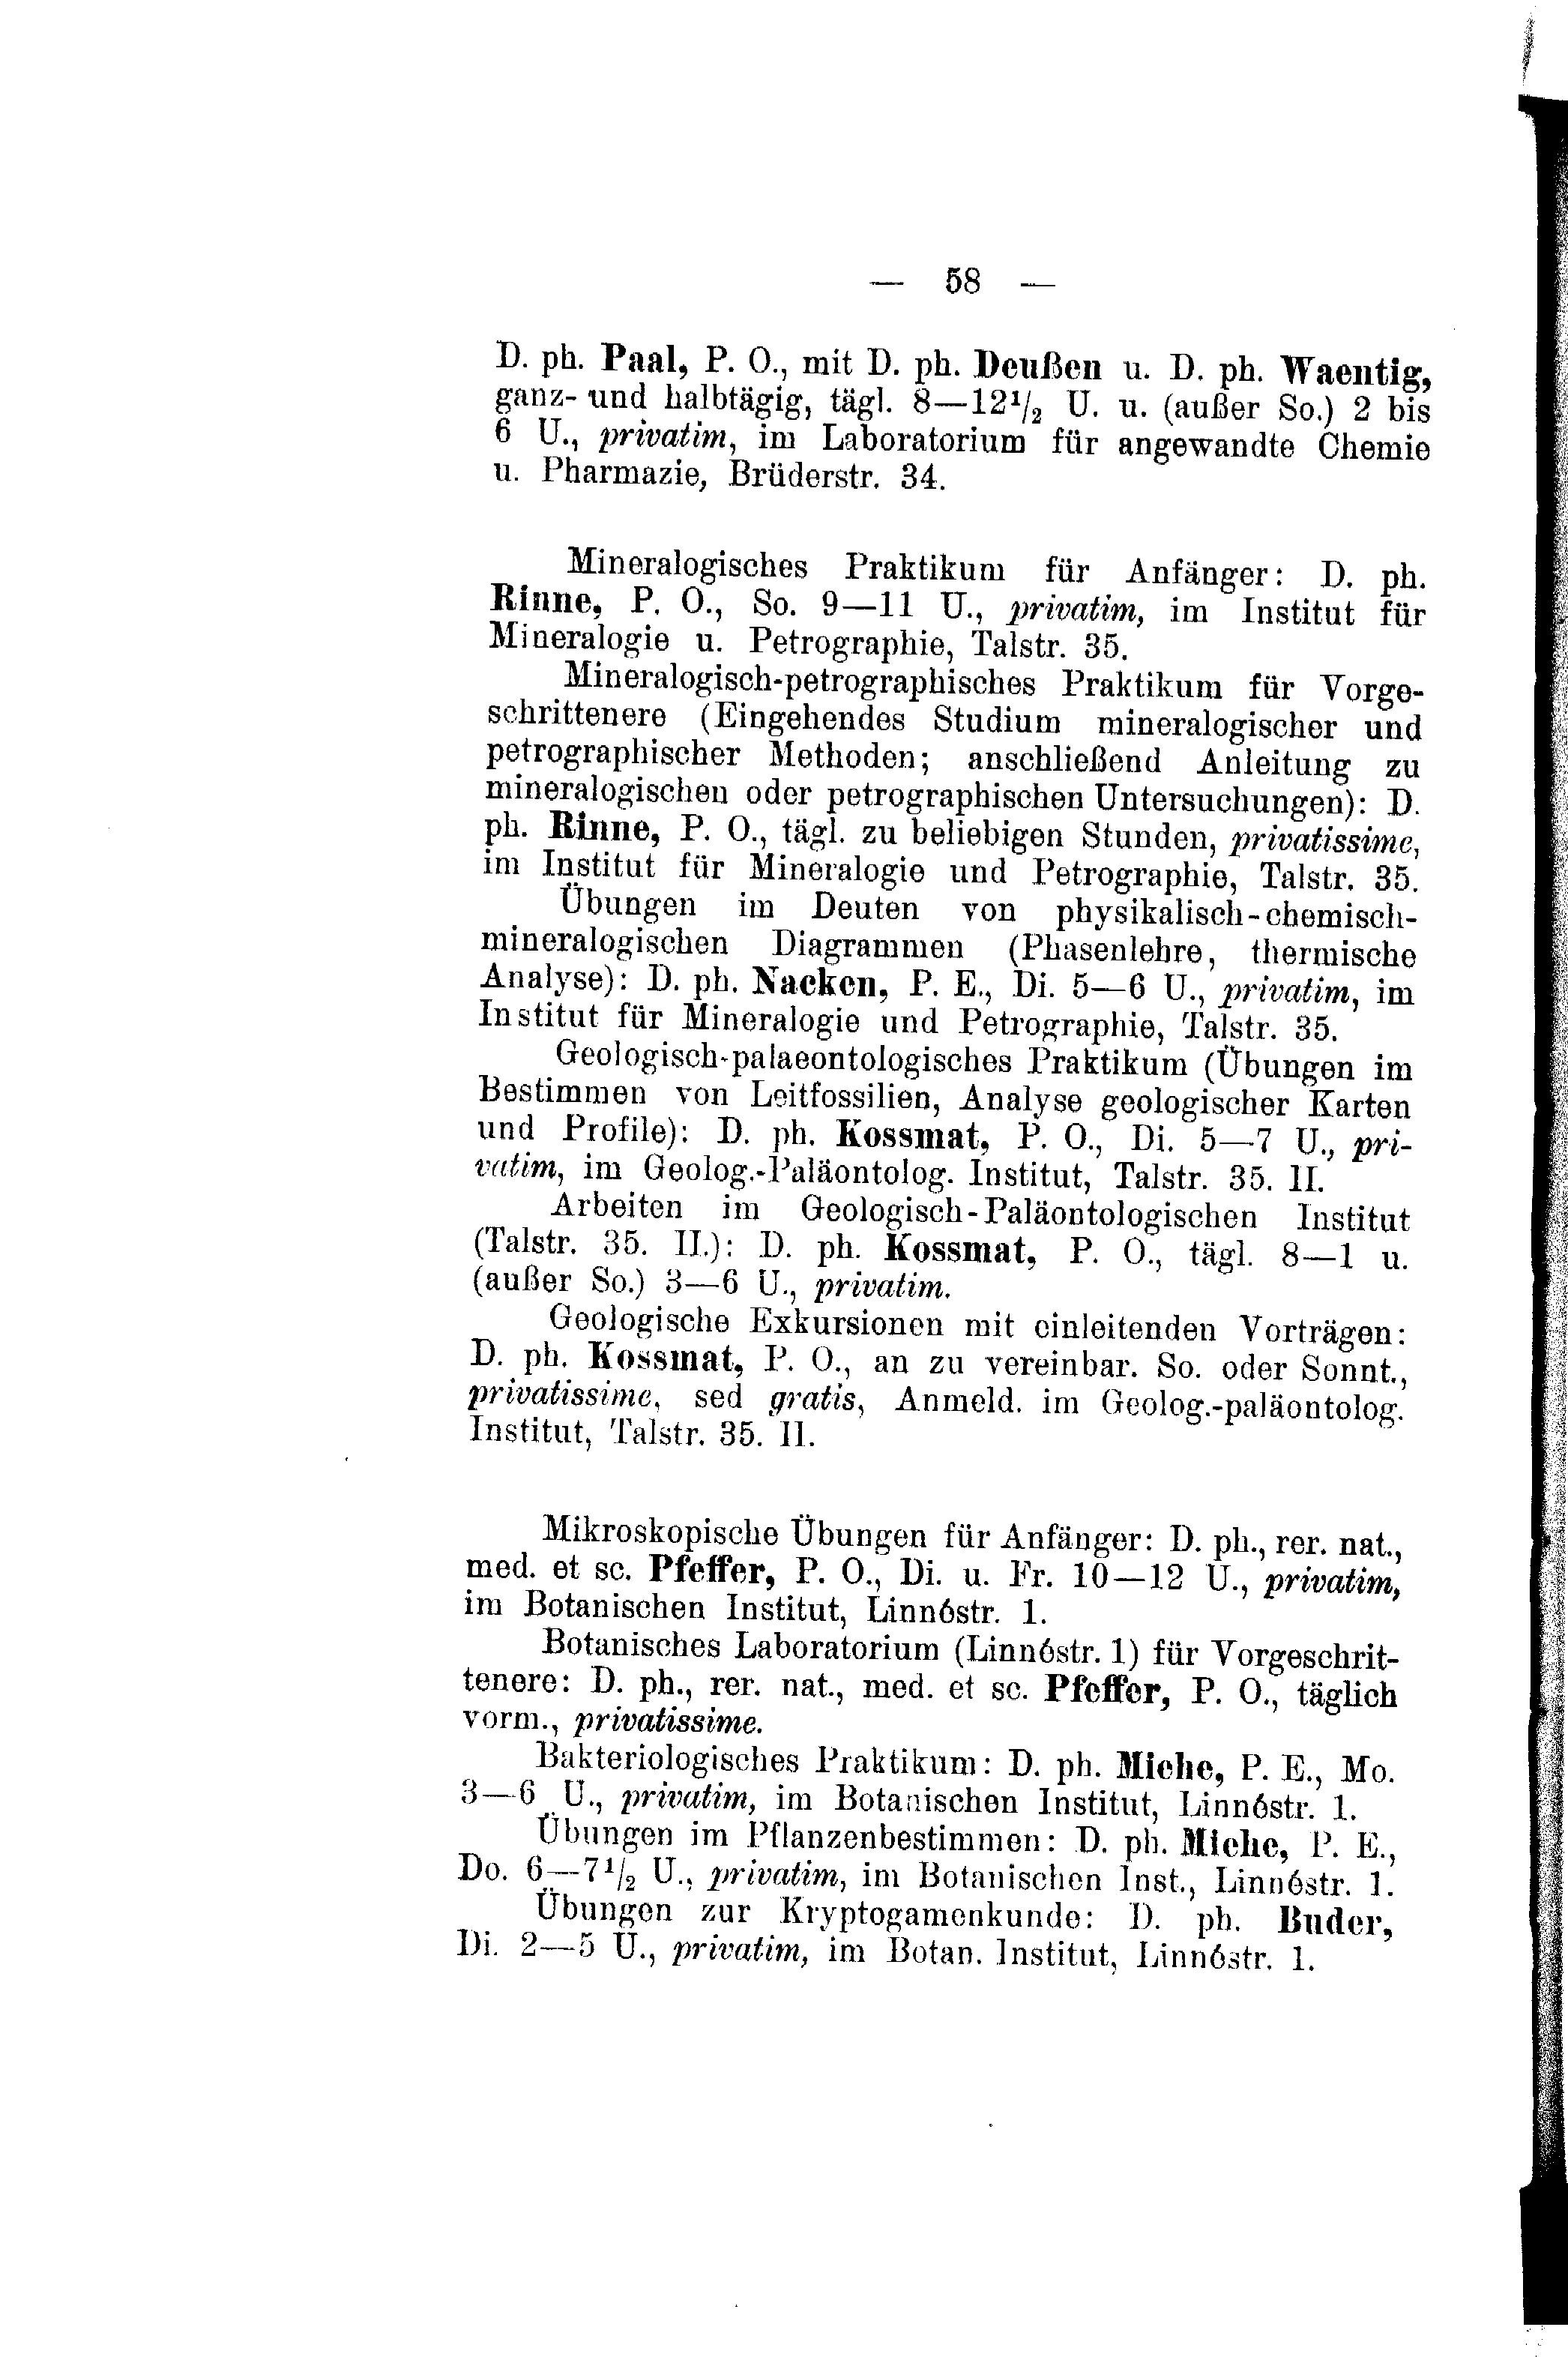 — 58 —
D. ph. Paal, P. O., mit D. ph. Deußen u. D. ph. Waentig,
ganz- und halbtägig, tägl. 8—12¹/₂ U. u. (außer So.) 2 bis
6 U., privatim, im Laboratorium für angewandte Chemie
u. Pharmazie, Brüderstr. 34.
Mineralogisches Praktikum für Anfänger: D. ph.
Rinne, P. O., So. 9—11 U., privatim, im Institut für
Mineralogie u. Petrographie, Talstr. 35.
Mineralogisch-petrographisches Praktikum für Vorge-
schrittenere (Eingehendes Studium mineralogischer und
petrographischer Methoden; anschließend Anleitung zu
mineralogischen oder petrographischen Untersuchungen): D.
ph. Rinne, P. O., tägl. zu beliebigen Stunden, privatissime,
im Institut für Mineralogie und Petrographie, Talstr. 35.
Übungen im Deuten von physikalisch-chemisch-
mineralogischen Diagrammen (Phasenlehre, thermische
Analyse): D. ph. Nacken, P. E., Di. 5—6 U., privatim, im
Institut für Mineralogie und Petrographie, Talstr. 35.
Geologisch-palaeontologisches Praktikum (Übungen im
Bestimmen von Leitfossilien, Analyse geologischer Karten
und Profile): D. ph. Kossmat, P. O., Di. 5—7 U., pri-
vatim, im Geolog.-Paläontolog. Institut, Talstr. 35. II.
Arbeiten im Geologisch-Paläontologischen Institut
(Talstr. 35. II.): D. ph. Kossmat, P. O., tägl. 8—1 u.
(außer So.) 3—6 U., privatim.
Geologische Exkursionen mit einleitenden Vorträgen:
D. ph. Kossmat, P. O., an zu vereinbar. So. oder Sonnt.,
privatissime, sed gratis, Anmeld. im Geolog.-paläontolog.
Institut, Talstr. 35. II.
Mikroskopische Übungen für Anfänger: D. ph., rer. nat.,
med. et sc. Pfeffer, P. O., Di. u. Fr. 10—12 U., privatim,
im Botanischen Institut, Linnéstr. 1.
Botanisches Laboratorium (Linnéstr. 1) für Vorgeschrit-
tenere: D. ph., rer. nat., med. et sc. Pfeffer, P. O., täglich
vorm., privatissime.
Bakteriologisches Praktikum: D. ph. Miehe, P. E., Mo.
3—6 U., privatim, im Botanischen Institut, Linnéstr. 1.
Übungen im Pflanzenbestimmen: D. ph. Miehe, P. E.,
Do. 6—7¹/₂ U., privatim, im Botanischen Inst., Linnéstr. 1.
Übungen zur Kryptogamenkunde: D. ph. Buder,
Di. 2—5 U., privatim, im Botan. Institut, Linnéstr. 1.